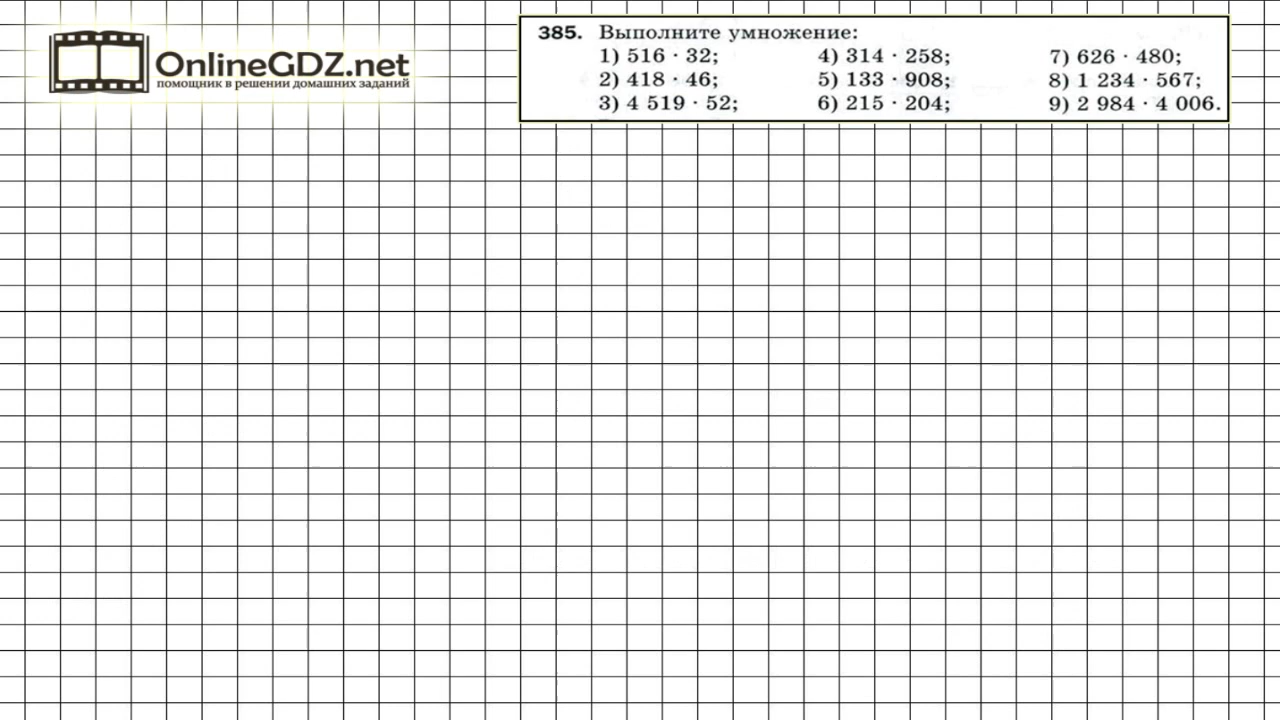 OnlineGDZ.net
помощник в решении домашних заданий
385. Выполните умножение:
1) 516 · 32; 4) 314 · 258; 7) 626 · 480;
2) 418 · 46; 5) 133 · 908; 8) 1 234 · 567;
3) 4 519 · 52; 6) 215 · 204; 9) 2 984 · 4 006.